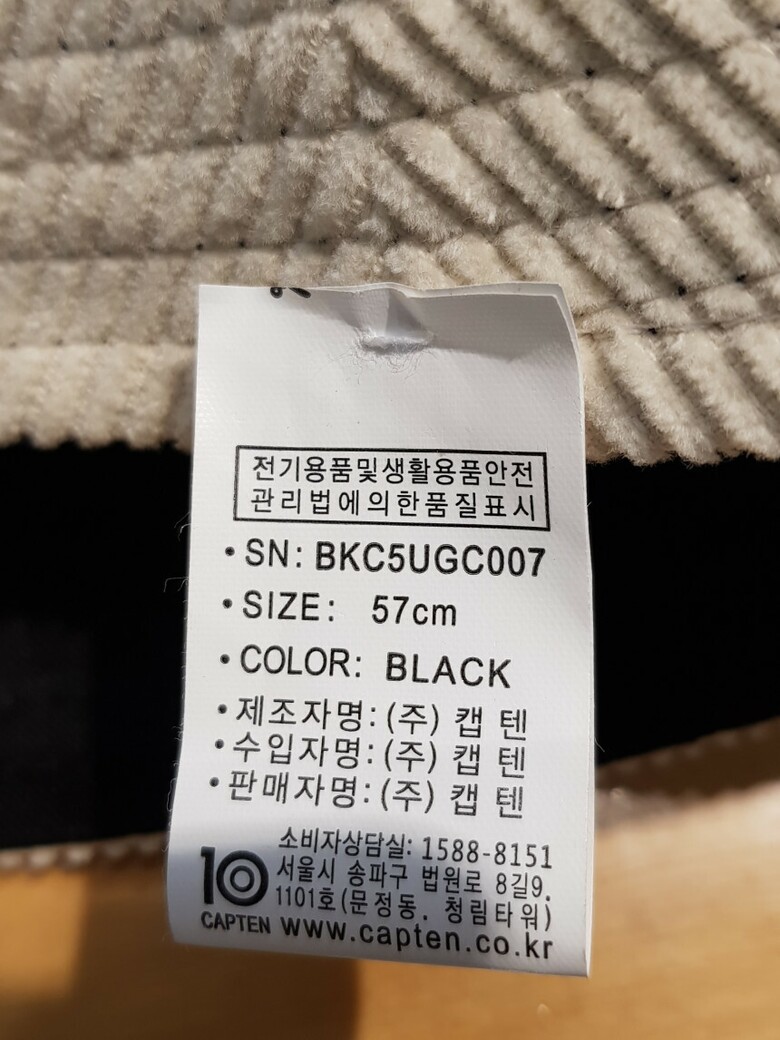 전기용품및생활용품안전
관리법에의한품질표시
•SN: BKC5UGC007
•SIZE: 57cm
•COLOR: BLACK
•제조자명: (주) 캡 텐
•수입자명: (주) 캡 텐
•판매자명: (주) 캡 텐
소비자상담실: 1588-8151
서울시 송파구 법원로 8길9.
1101호(문정동. 청림타워)
10
CAPTEN www.capten.co.kr